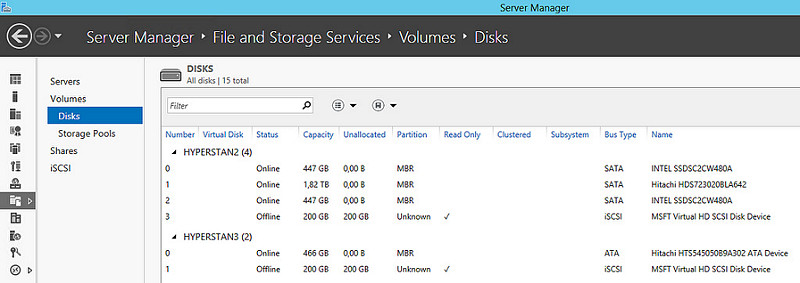 Server Manager
Server Manager ‣ File and Storage Services ‣ Volumes ‣ Disks
Servers
Volumes
Disks
Storage Pools
Shares
iSCSI
DISKS
All disks | 15 total
Filter
Number Virtual Disk Status Capacity Unallocated Partition Read Only Clustered Subsystem Bus Type Name
HYPERSTAN2 (4)
0 Online 447 GB 0,00 B MBR SATA INTEL SSDSC2CW480A
1 Online 1,82 TB 0,00 B MBR SATA Hitachi HDS723020BLA642
2 Online 447 GB 0,00 B MBR SATA INTEL SSDSC2CW480A
3 Offline 200 GB 200 GB Unknown ✓ iSCSI MSFT Virtual HD SCSI Disk Device
HYPERSTAN3 (2)
0 Online 466 GB 0,00 B MBR ATA Hitachi HTS545050B9A302 ATA Device
1 Offline 200 GB 200 GB Unknown ✓ iSCSI MSFT Virtual HD SCSI Disk Device